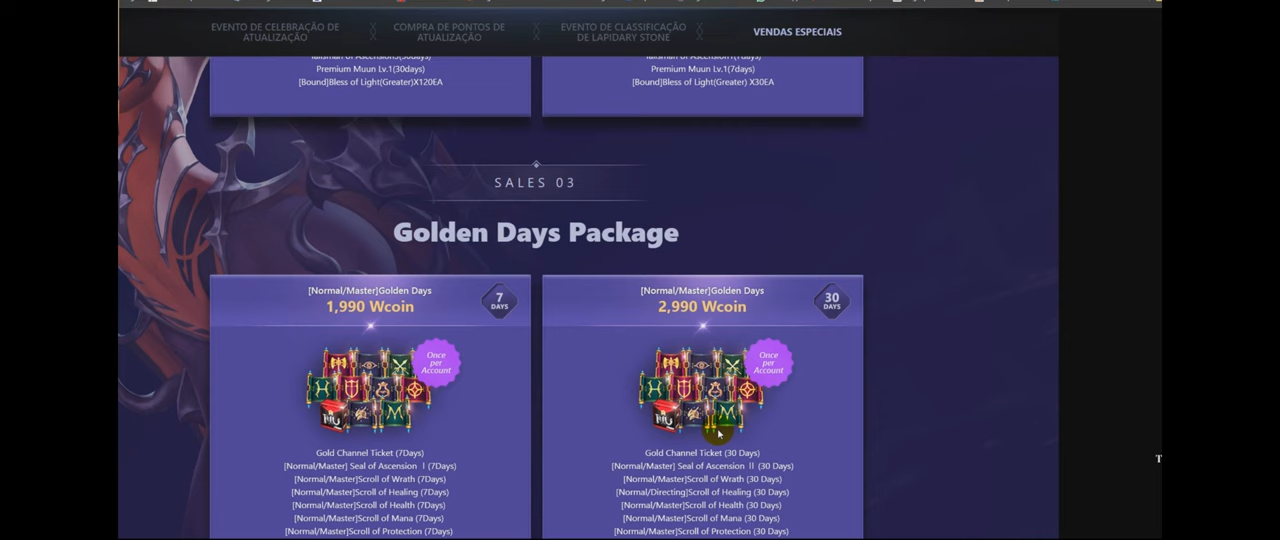 EVENTO DE CELEBRAÇÃO DE
ATUALIZAÇÃO
COMPRA DE PONTOS DE
ATUALIZAÇÃO
EVENTO DE CLASSIFICAÇÃO
DE LAPIDARY STONE
VENDAS ESPECIAIS
Premium Muun Lv.1(30days)
[Bound]Bless of Light(Greater)X120EA
Premium Muun Lv.1(7days)
[Bound]Bless of Light(Greater) X30EA
SALES 03
Golden Days Package
[Normal/Master]Golden Days
1,990 Wcoin
7
DAYS
Once
per
Account
Gold Channel Ticket (7Days)
[Normal/Master] Seal of Ascension Ⅰ (7Days)
[Normal/Master]Scroll of Wrath (7Days)
[Normal/Master]Scroll of Healing (7Days)
[Normal/Master]Scroll of Health (7Days)
[Normal/Master]Scroll of Mana (7Days)
[Normal/Master]Scroll of Protection (7Days)
[Normal/Master]Golden Days
2,990 Wcoin
30
DAYS
Once
per
Account
Gold Channel Ticket (30 Days)
[Normal/Master] Seal of Ascension Ⅱ (30 Days)
[Normal/Master]Scroll of Wrath (30 Days)
[Normal/Directing]Scroll of Healing (30 Days)
[Normal/Master]Scroll of Health (30 Days)
[Normal/Master]Scroll of Mana (30 Days)
[Normal/Master]Scroll of Protection (30 Days)
T